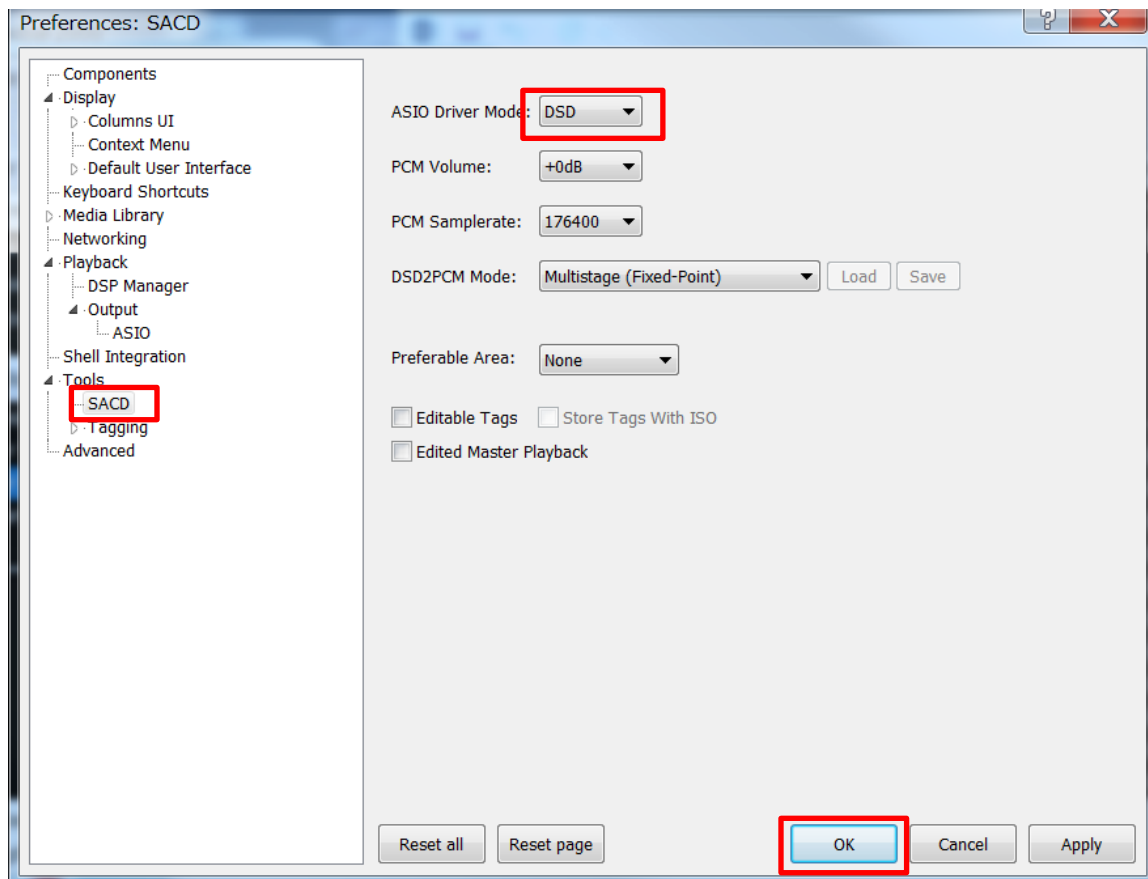 Preferences: SACD
Components
Display
Columns UI
Context Menu
Default User Interface
Keyboard Shortcuts
Media Library
Networking
Playback
DSP Manager
Output
ASIO
Shell Integration
Tools
SACD
Tagging
Advanced
ASIO Driver Mode: DSD
PCM Volume: +0dB
PCM Samplerate: 176400
DSD2PCM Mode: Multistage (Fixed-Point) Load Save
Preferable Area: None
Editable Tags Store Tags With ISO
Edited Master Playback
Reset all Reset page OK Cancel Apply